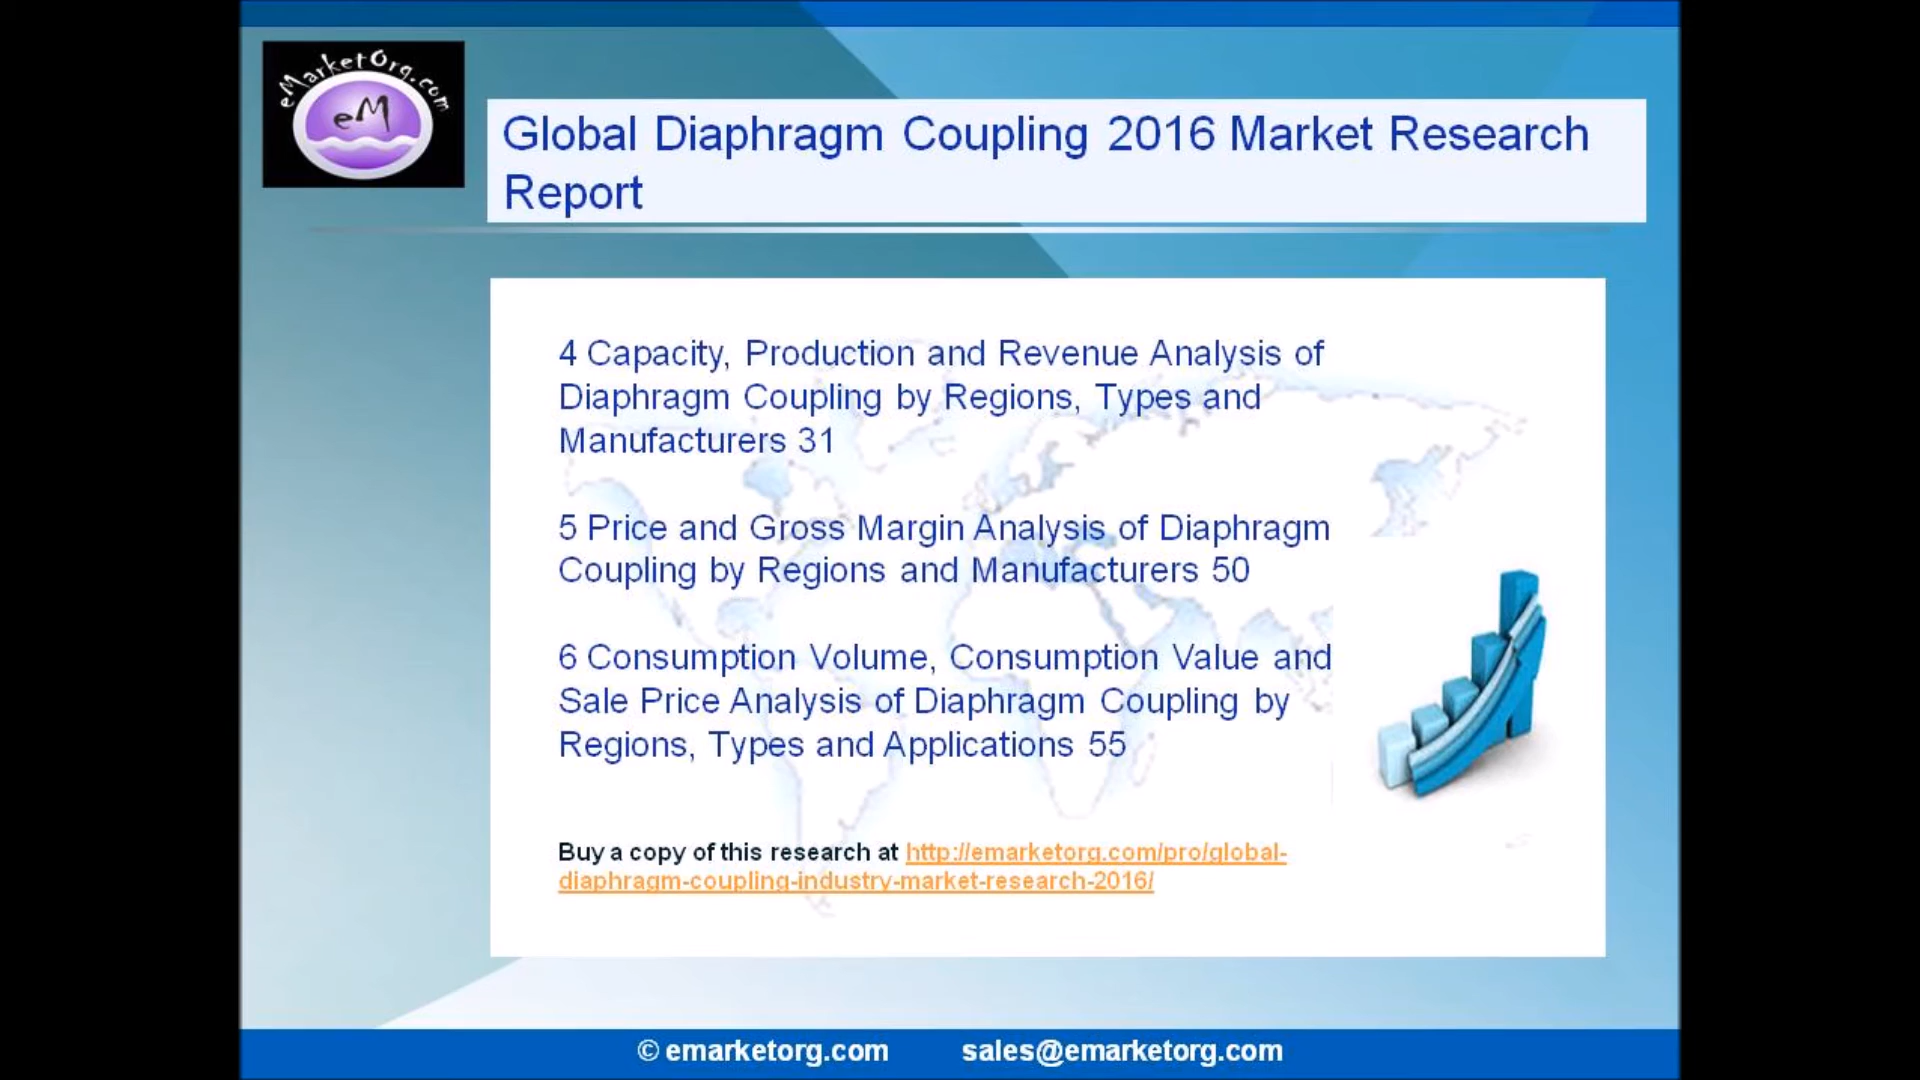 eMarketOrg.com
eM
Global Diaphragm Coupling 2016 Market Research
Report
4 Capacity, Production and Revenue Analysis of
Diaphragm Coupling by Regions, Types and
Manufacturers 31
5 Price and Gross Margin Analysis of Diaphragm
Coupling by Regions and Manufacturers 50
6 Consumption Volume, Consumption Value and
Sale Price Analysis of Diaphragm Coupling by
Regions, Types and Applications 55
Buy a copy of this research at http://emarketorg.com/pro/global-
diaphragm-coupling-industry-market-research-2016/
© emarketorg.com sales@emarketorg.com